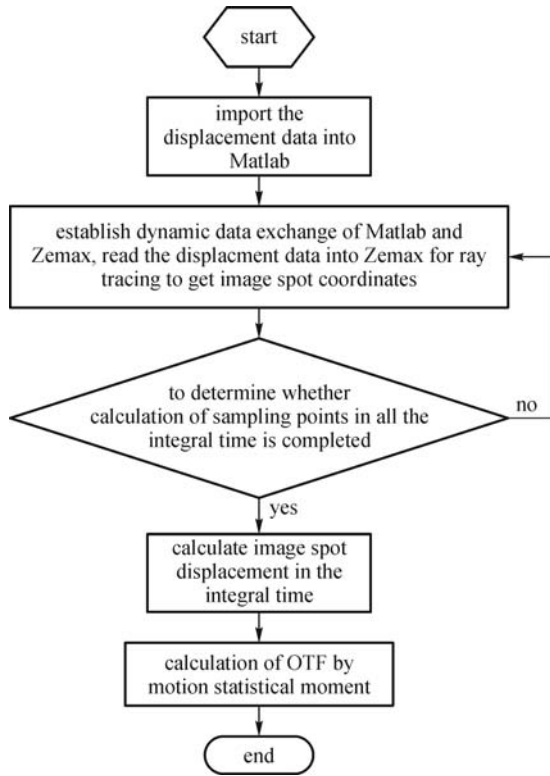 start
import the
displacement data into
Matlab
establish dynamic data exchange of Matlab and
Zemax, read the displacment data into Zemax for ray
tracing to get image spot coordinates
to determine whether
calculation of sampling points in all the
integral time is completed
no
yes
calculate image spot
displacement in the
integral time
calculation of OTF by
motion statistical moment
end